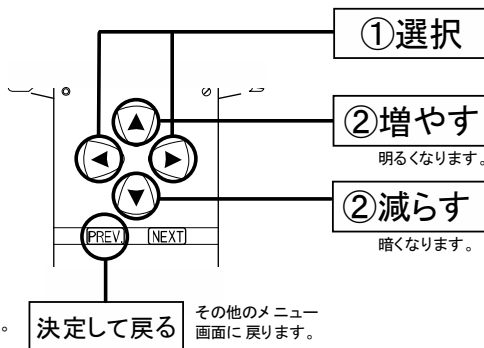 ①選択
②増やす
明るくなります。
②減らす
暗くなります。
PREV.
NEXT
。
決定して戻る
その他のメニュー
画面に戻ります。